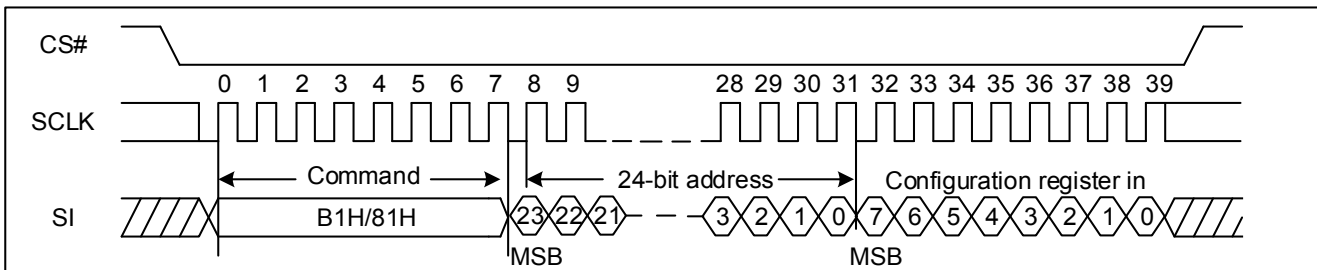 CS#
0 1 2 3 4 5 6 7 8 9 28 29 30 31 32 33 34 35 36 37 38 39
SCLK
Command 24-bit address Configuration register in
SI B1H/81H 23 22 21 3 2 1 0 7 6 5 4 3 2 1 0
MSB MSB